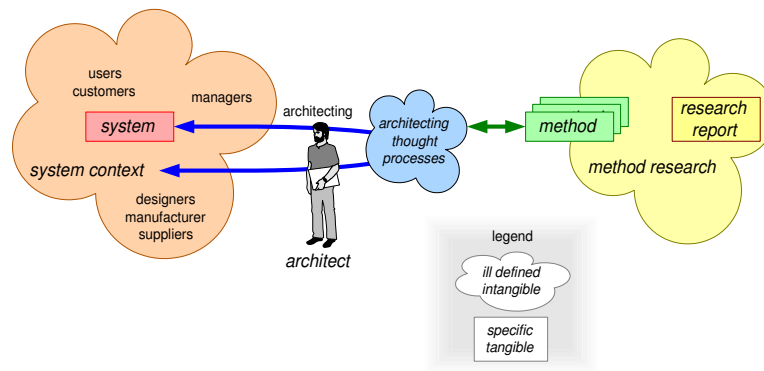 users
customers
managers
system
system context
designers
manufacturer
suppliers
architecting
architect
architecting
thought
processes
method
research
report
method research
legend
ill defined
intangible
specific
tangible